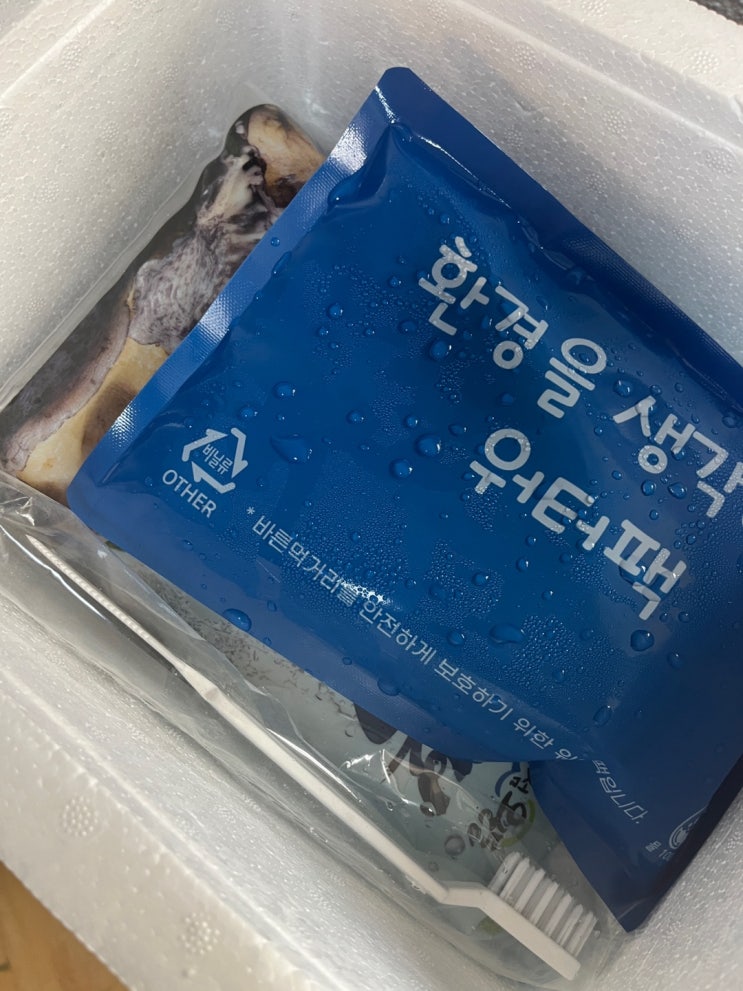 환경을 생각
워터팩
비닐류
OTHER
* 바른먹거리를 안전하게 보호하기 위한